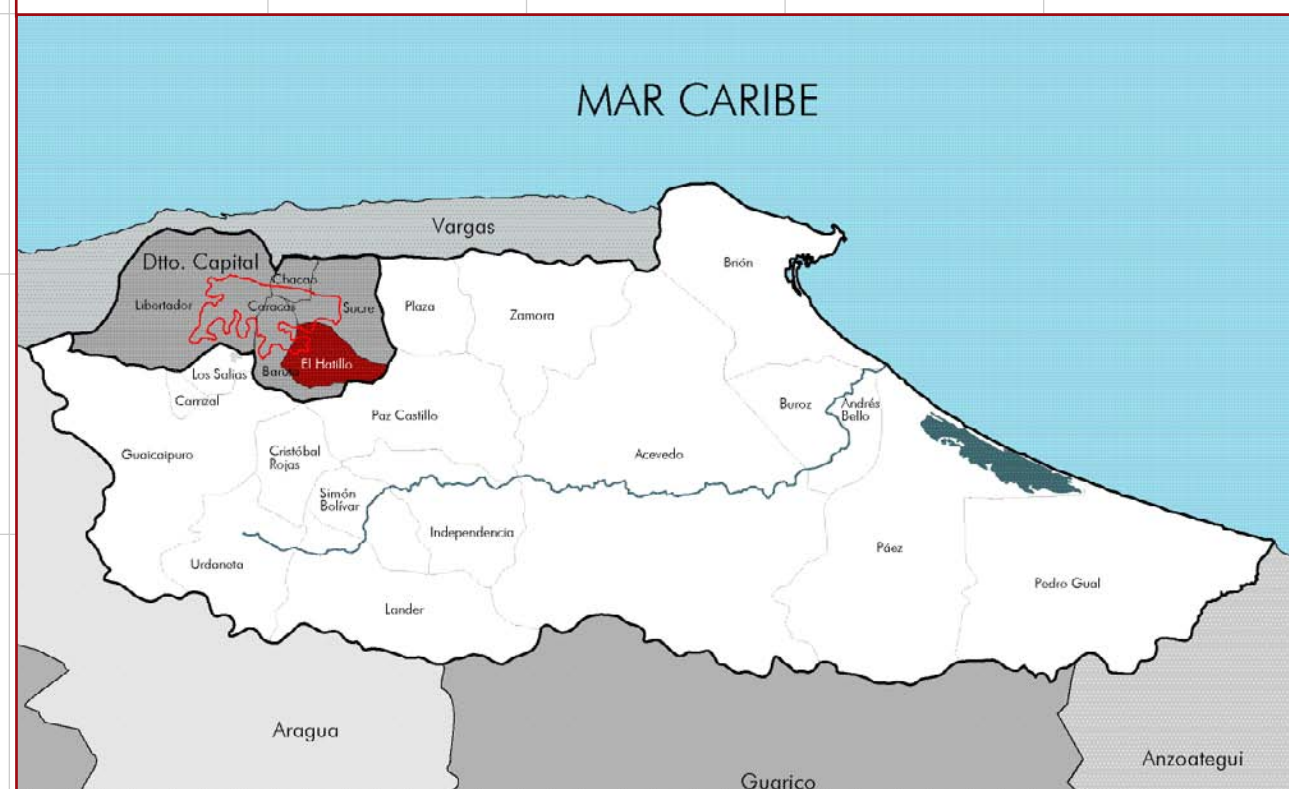 MAR CARIBE
Vargas
Dtto. Capital
Chacao
Libertador
Caracas
Sucre
El Hatillo
Baruta
Los Salias
Carrizal
Brión
Plaza
Zamora
Guaicaipuro
Cristóbal
Rojas
Paz Castillo
Acevedo
Buroz
Andrés
Bello
Simón
Bolívar
Independencia
Urdaneta
Lander
Páez
Pedro Gual
Aragua
Guarico
Anzoategui